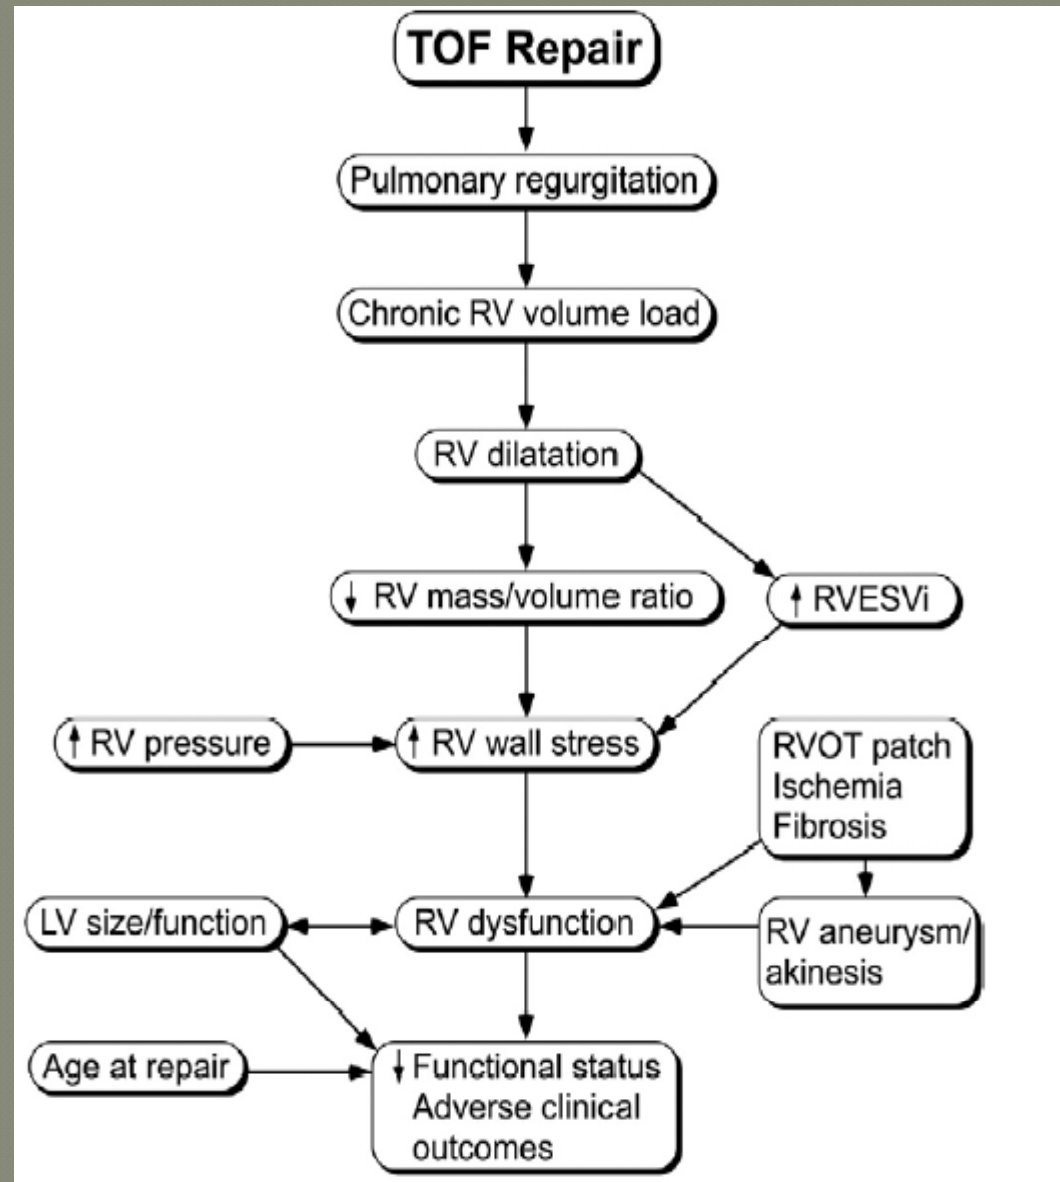 TOF Repair
Pulmonary regurgitation
Chronic RV volume load
RV dilatation
↓ RV mass/volume ratio
↑ RVESVi
↑ RV pressure
↑ RV wall stress
RVOT patch
Ischemia
Fibrosis
LV size/function
RV dysfunction
RV aneurysm/
akinesis
Age at repair
↓ Functional status
Adverse clinical
outcomes